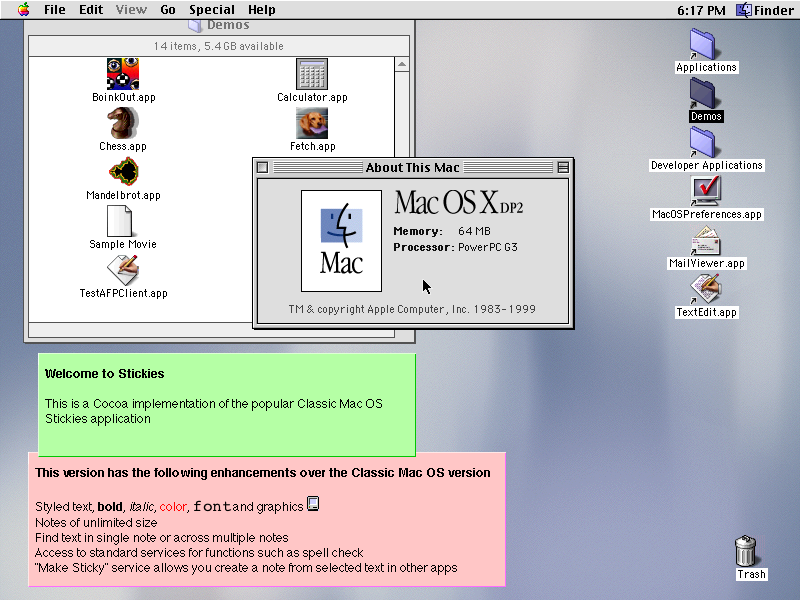 File Edit View Go Special Help 6:17 PM Finder
Demos
14 items, 5.4 GB available
BoinkOut.app
Calculator.app
Chess.app
Fetch.app
Mandelbrot.app
Sample Movie
TestAFPClient.app
About This Mac
Mac
Mac OS X DP2
Memory: 64 MB
Processor: PowerPC G3
TM & copyright Apple Computer, Inc. 1983-1999
Applications
Demos
Developer Applications
MacOSPreferences.app
MailViewer.app
TextEdit.app
Welcome to Stickies
This is a Cocoa implementation of the popular Classic Mac OS
Stickies application
This version has the following enhancements over the Classic Mac OS version
Styled text, bold, italic, color, font and graphics
Notes of unlimited size
Find text in single note or across multiple notes
Access to standard services for functions such as spell check
"Make Sticky" service allows you create a note from selected text in other apps
Trash